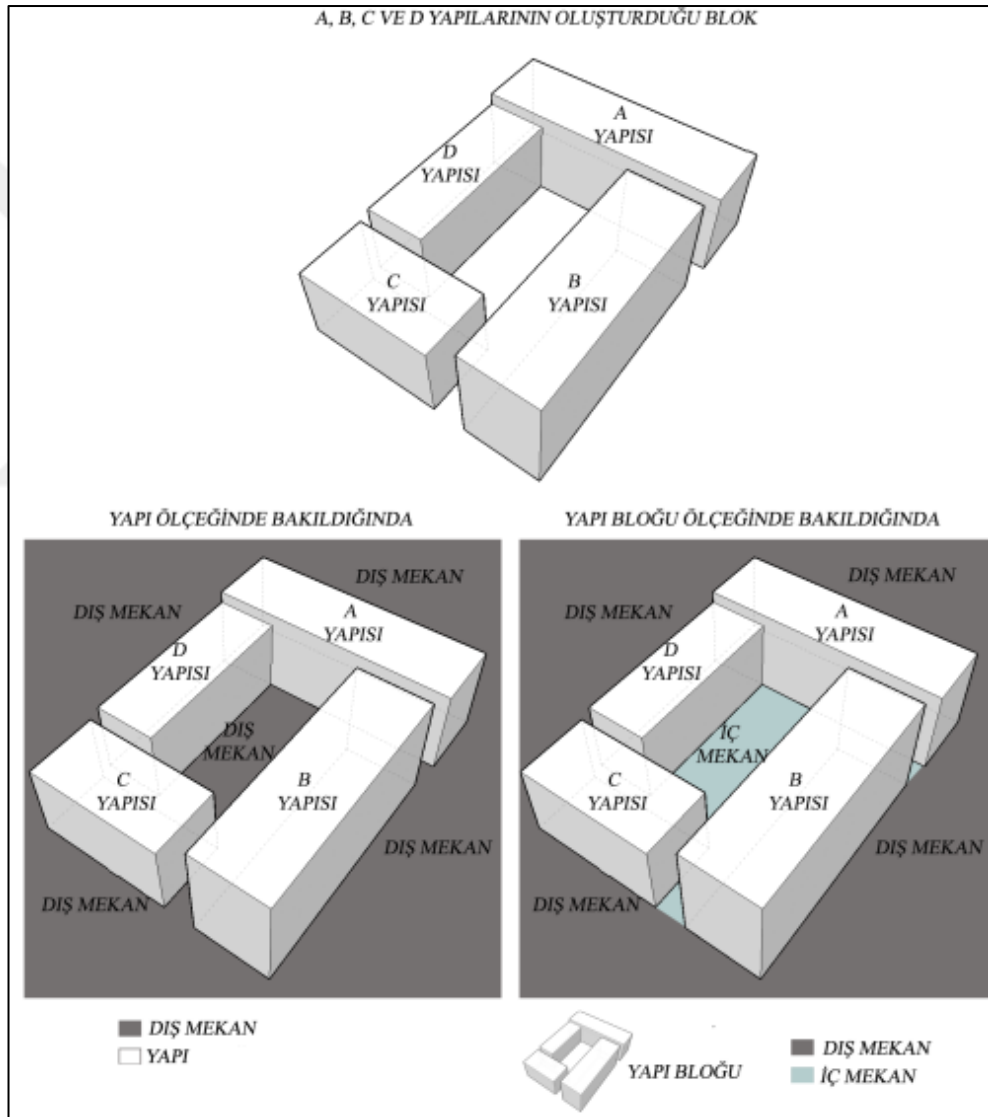 A, B, C VE D YAPILARININ OLUŞTURDUĞU BLOK
A
YAPISI
D
YAPISI
C
YAPISI
B
YAPISI
YAPI ÖLÇEĞİNDE BAKILDIĞINDA
DIŞ MEKAN
DIŞ MEKAN
A
YAPISI
D
YAPISI
DIŞ
MEKAN
C
YAPISI
B
YAPISI
DIŞ MEKAN
DIŞ MEKAN
DIŞ MEKAN
YAPI
YAPI BLOĞU ÖLÇEĞİNDE BAKILDIĞINDA
DIŞ MEKAN
DIŞ MEKAN
A
YAPISI
D
YAPISI
İÇ
MEKAN
C
YAPISI
B
YAPISI
DIŞ MEKAN
DIŞ MEKAN
YAPI BLOĞU
DIŞ MEKAN
İÇ MEKAN